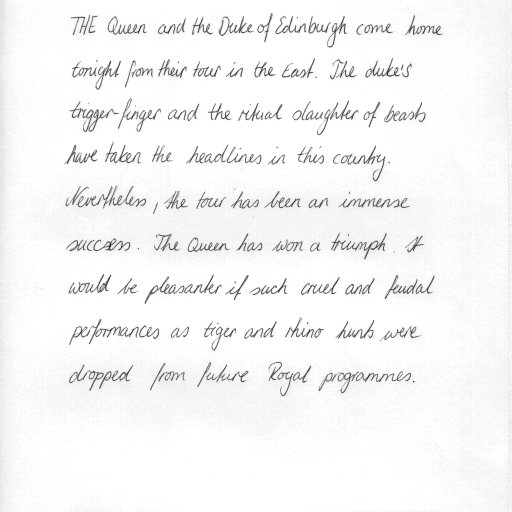 THE Queen and the Duke of Edinburgh come home
tonight from their tour in the East. The duke's
trigger-finger and the ritual slaughter of beasts
have taken the headlines in this country.
Nevertheless, the tour has been an immense
success. The Queen has won a triumph. It
would be pleasanter if such cruel and feudal
performances as tiger and rhino hunts were
dropped from future Royal programmes.